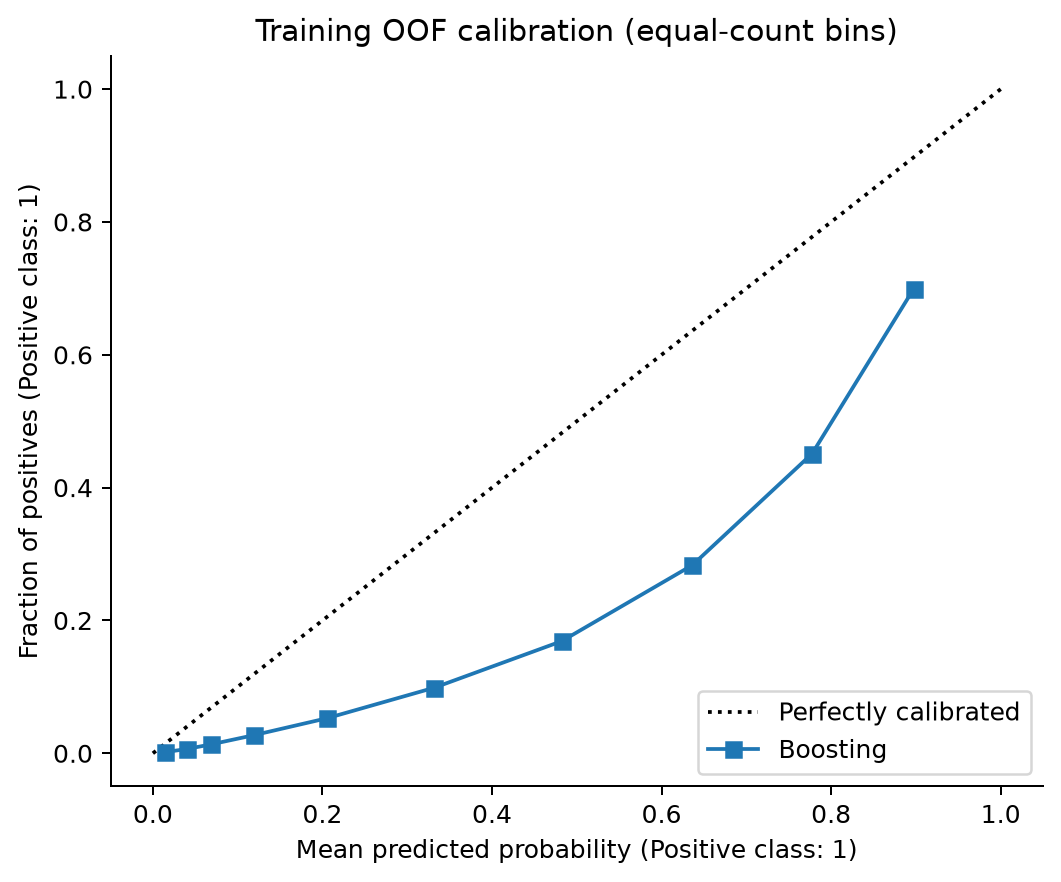 Training OOF calibration (equal-count bins)
Fraction of positives (Positive class: 1)
1.0
0.8
0.6
0.4
0.2
0.0
Perfectly calibrated
Boosting
0.0 0.2 0.4 0.6 0.8 1.0
Mean predicted probability (Positive class: 1)